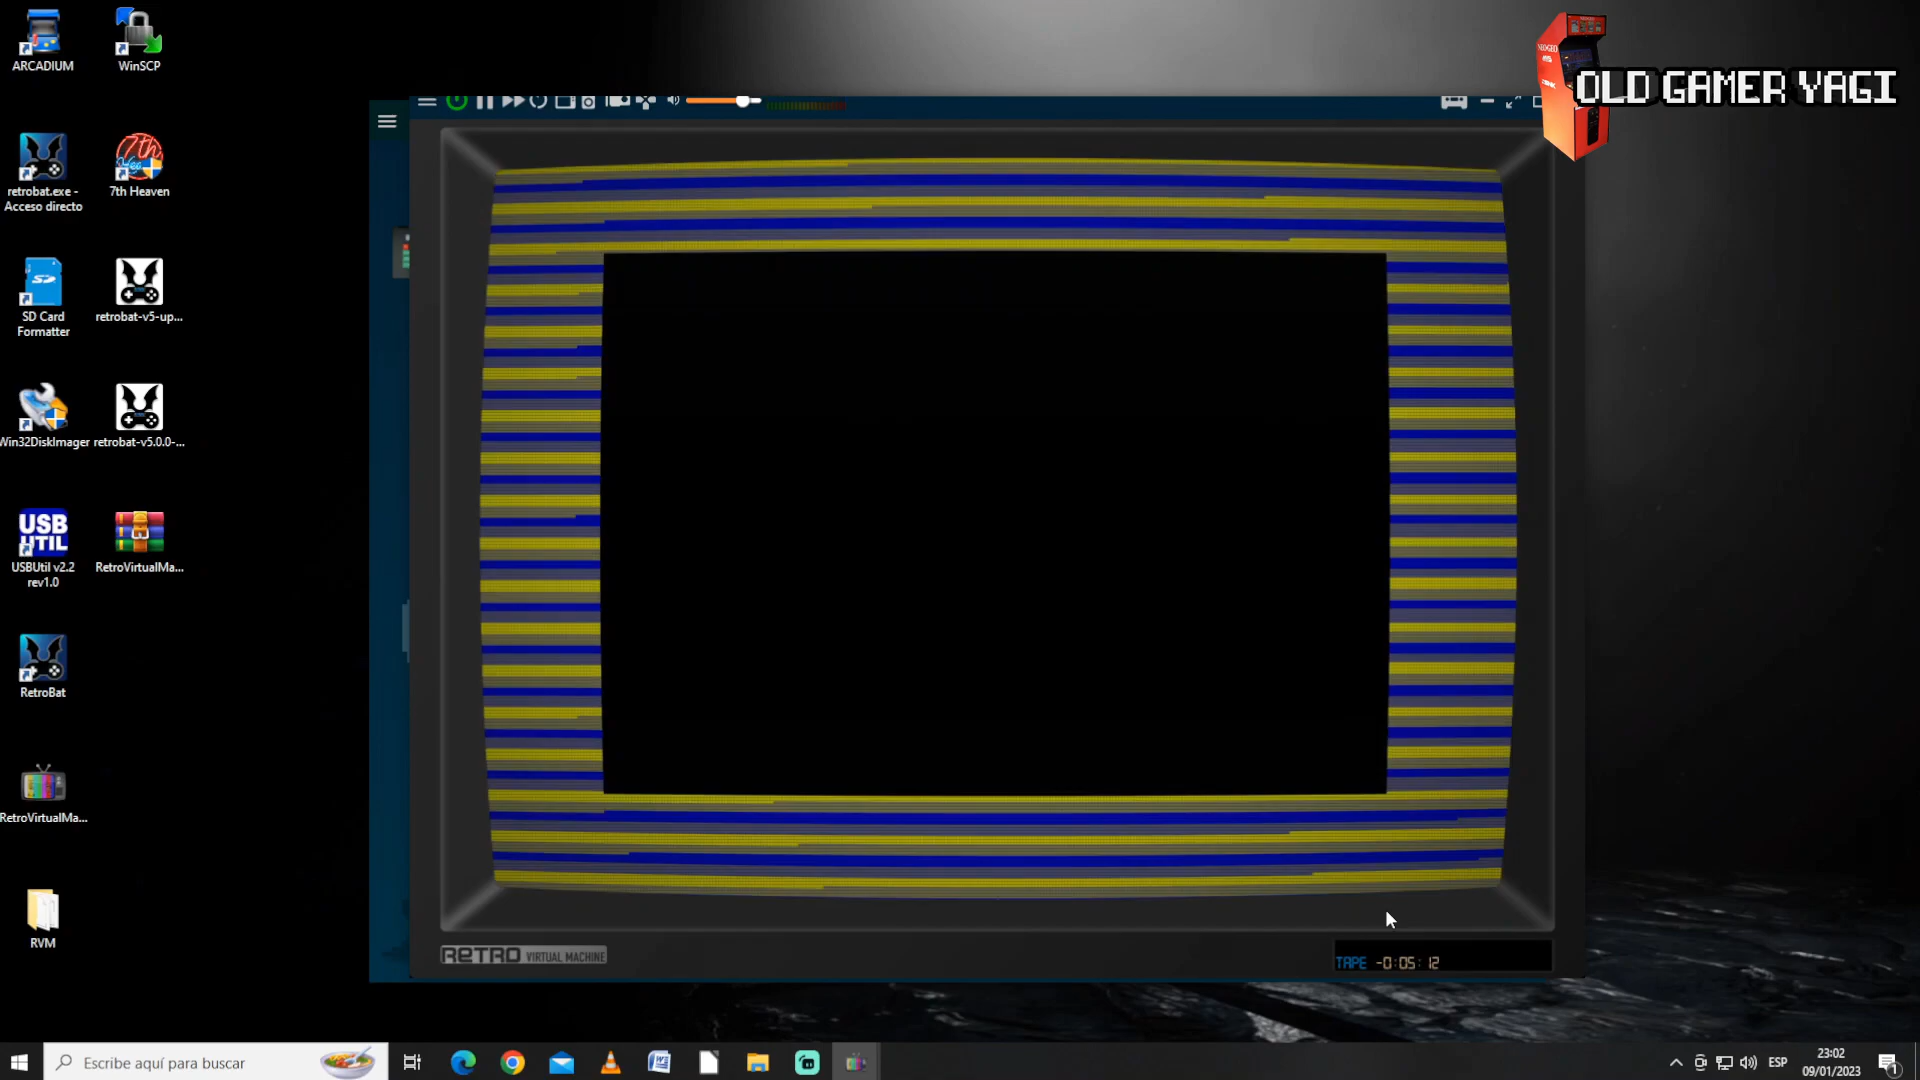 ARCADIUM
WinSCP
OLD GAMER YAGI
retrobat.exe -
Acceso directo
7th Heaven
SD Card
Formatter
retrobat-v5-up...
Win32DiskImager
retrobat-v5.0.0-...
USB
UTIL
USBUtil v2.2
rev1.0
RetroVirtualMa...
RetroBat
RetroVirtualMa...
RVM
RETRO VIRTUAL MACHINE
TAPE -0:05:12
Escribe aquí para buscar
ESP
23:02
09/01/2023